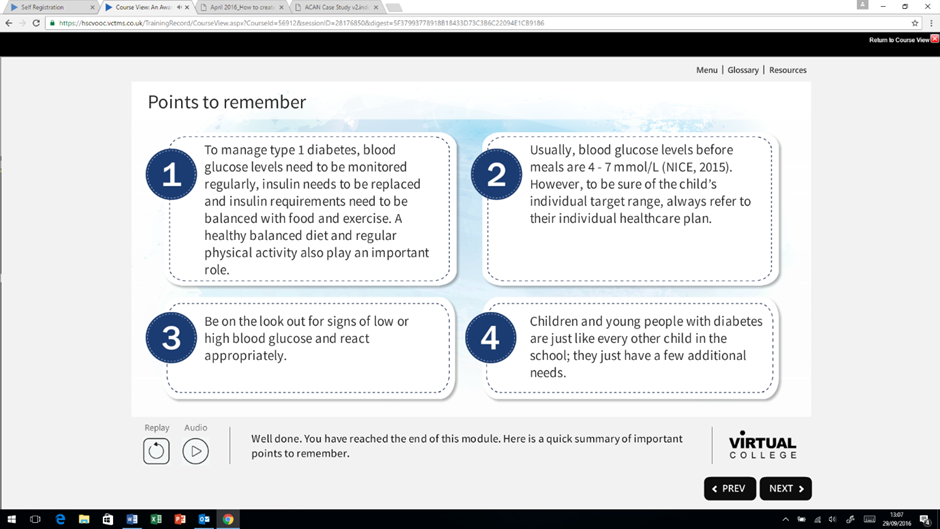 Self Registration
Course View: An Awa
April 2016_How to create
ACAN Case Study v2.indd
https://hscvooc.vctms.co.uk/TrainingRecord/CourseView.aspx?CourseId=56912&sessionID=28176850&digest=5F37993778918B18433D73C3B6C22094E1CB9186
Return to Course View
Menu | Glossary | Resources
Points to remember
1
To manage type 1 diabetes, blood
glucose levels need to be monitored
regularly, insulin needs to be replaced
and insulin requirements need to be
balanced with food and exercise. A
healthy balanced diet and regular
physical activity also play an important
role.
2
Usually, blood glucose levels before
meals are 4 - 7 mmol/L (NICE, 2015).
However, to be sure of the child's
individual target range, always refer to
their individual healthcare plan.
3
Be on the look out for signs of low or
high blood glucose and react
appropriately.
4
Children and young people with diabetes
are just like every other child in the
school; they just have a few additional
needs.
Replay
Audio
Well done. You have reached the end of this module. Here is a quick summary of important
points to remember.
VIRTUAL
COLLEGE
PREV
NEXT
13:07
29/09/2016